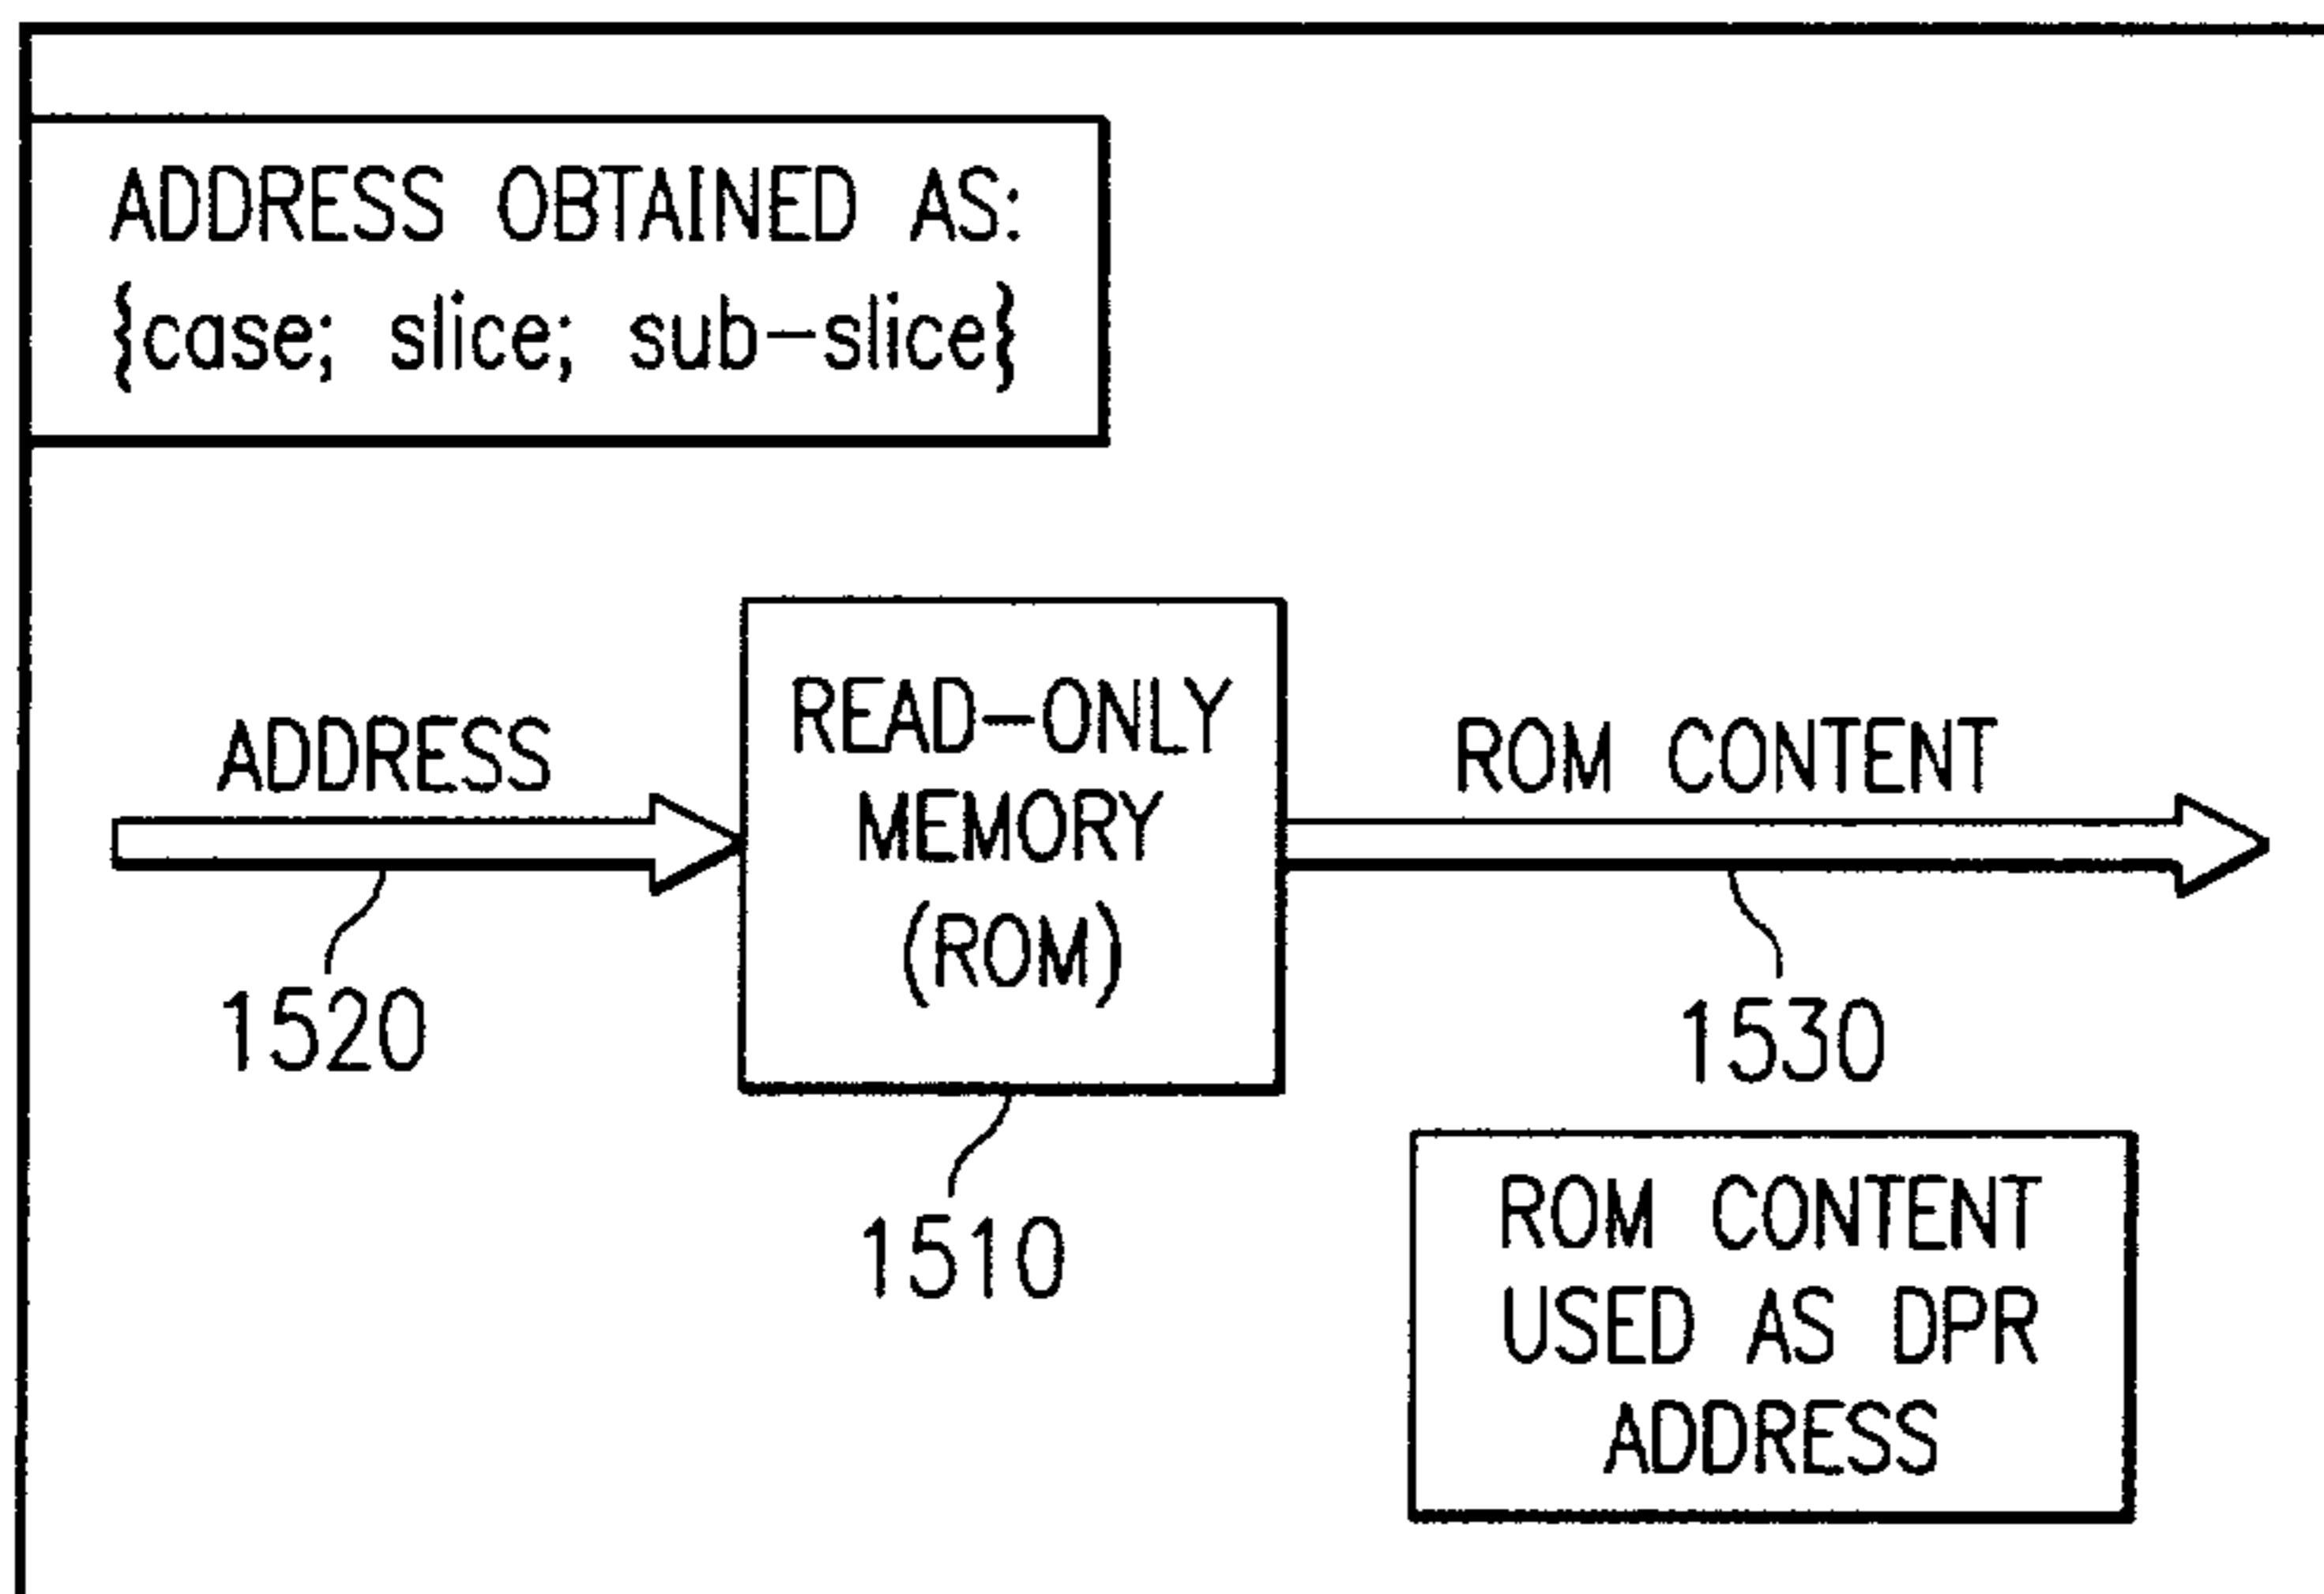 ADDRESS OBTAINED AS:
{case; slice; sub-slice}
ADDRESS
1520
READ-ONLY
MEMORY
(ROM)
1510
ROM CONTENT
1530
ROM CONTENT
USED AS DPR
ADDRESS